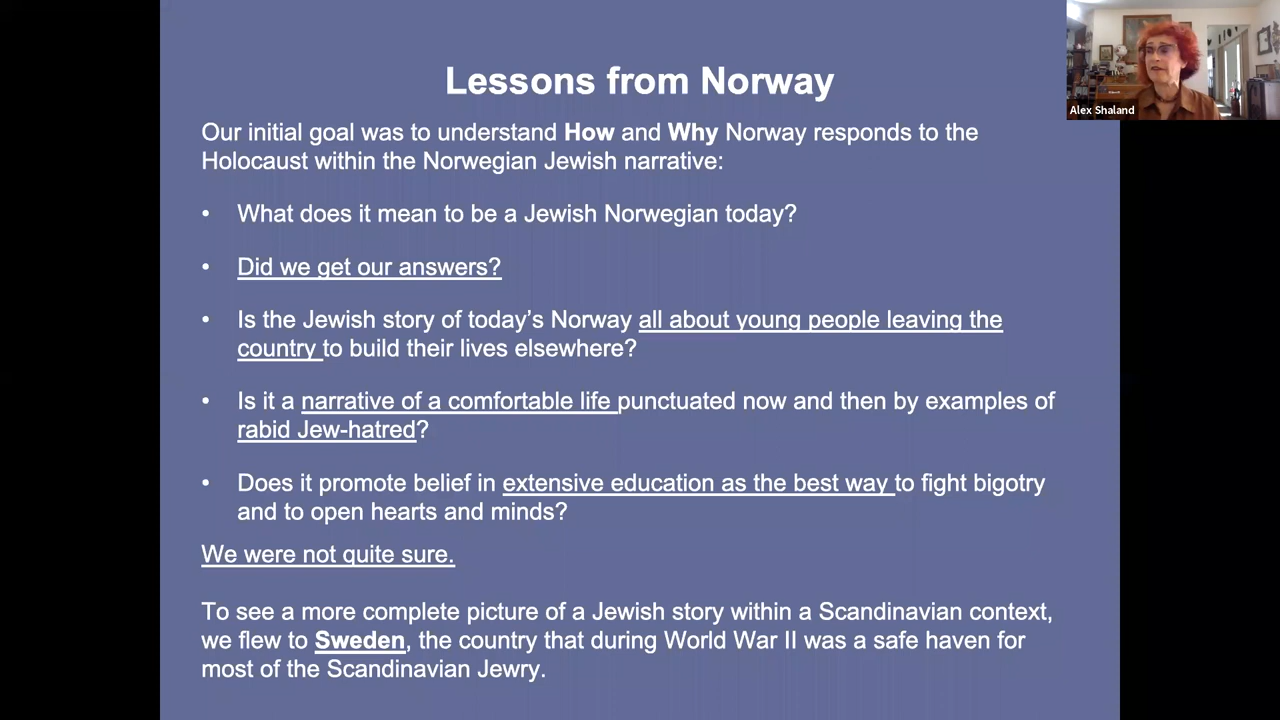 Lessons from Norway
Alex Shaland
Our initial goal was to understand How and Why Norway responds to the
Holocaust within the Norwegian Jewish narrative:
• What does it mean to be a Jewish Norwegian today?
• Did we get our answers?
• Is the Jewish story of today’s Norway all about young people leaving the
country to build their lives elsewhere?
• Is it a narrative of a comfortable life punctuated now and then by examples of
rabid Jew-hatred?
• Does it promote belief in extensive education as the best way to fight bigotry
and to open hearts and minds?
We were not quite sure.
To see a more complete picture of a Jewish story within a Scandinavian context,
we flew to Sweden, the country that during World War II was a safe haven for
most of the Scandinavian Jewry.